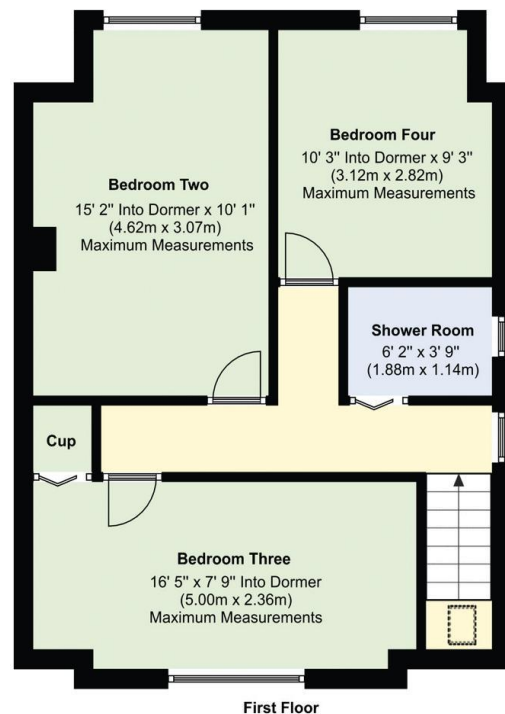 Bedroom Two
15' 2" Into Dormer x 10' 1"
(4.62m x 3.07m)
Maximum Measurements
Bedroom Four
10' 3" Into Dormer x 9' 3"
(3.12m x 2.82m)
Maximum Measurements
Shower Room
6' 2" x 3' 9"
(1.88m x 1.14m)
Cup
Bedroom Three
16' 5" x 7' 9" Into Dormer
(5.00m x 2.36m)
Maximum Measurements
First Floor